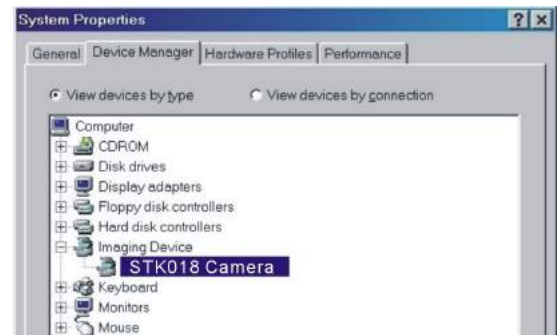 System Properties
General Device Manager Hardware Profiles Performance
View devices by type View devices by connection
Computer
CDROM
Disk drives
Display adapters
Floppy disk controllers
Hard disk controllers
Imaging Device
STK018 Camera
Keyboard
Monitors
Mouse